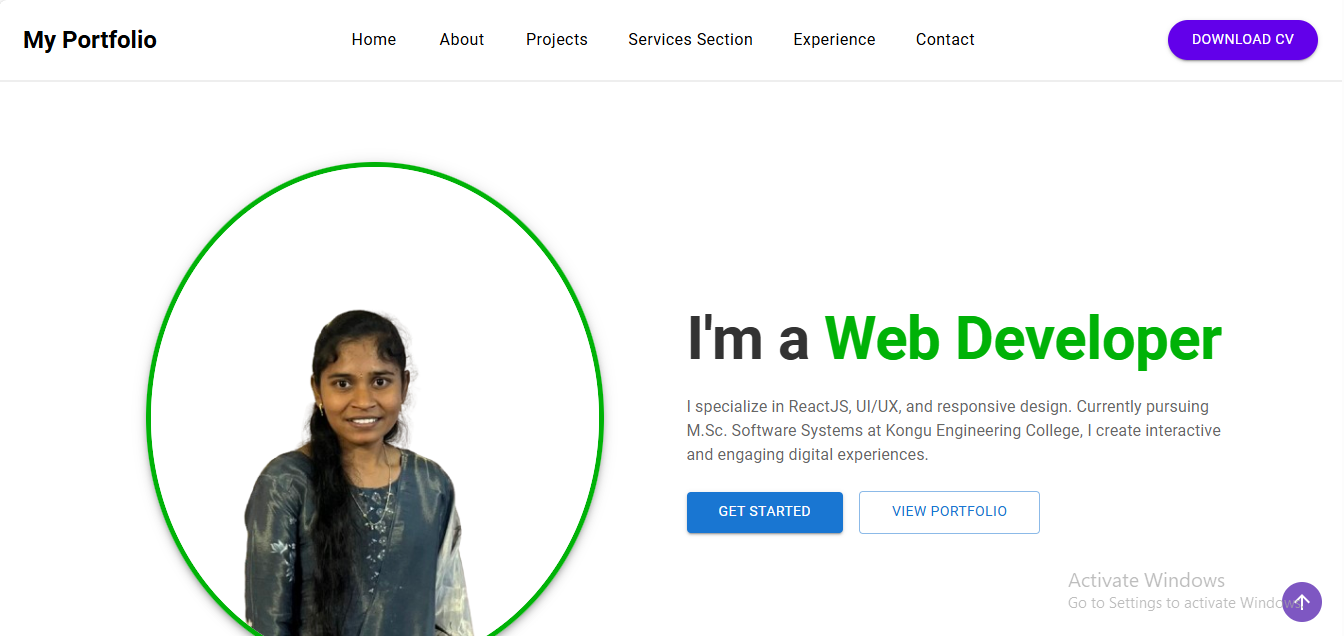 My Portfolio
Home
About
Projects
Services Section
Experience
Contact
DOWNLOAD CV
I'm a Web Developer
I specialize in ReactJS, UI/UX, and responsive design. Currently pursuing
M.Sc. Software Systems at Kongu Engineering College, I create interactive
and engaging digital experiences.
GET STARTED
VIEW PORTFOLIO
Activate Windows
Go to Settings to activate Windows.